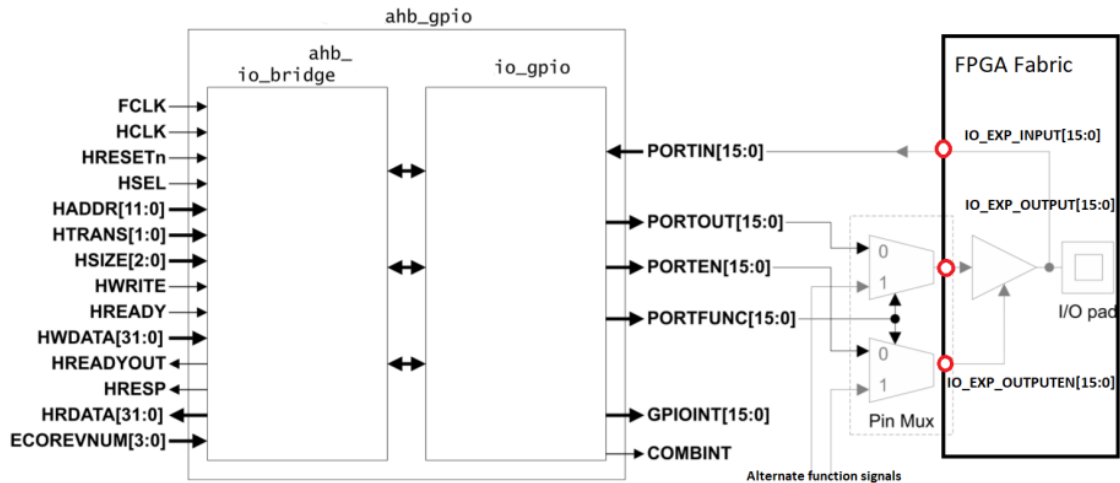 ahb_gpio
ahb_
io_bridge
io_gpio
FCLK
HCLK
HRESETn
HSEL
HADDR[11:0]
HTRANS[1:0]
HSIZE[2:0]
HWRITE
HREADY
HWDATA[31:0]
HREADYOUT
HRESP
HRDATA[31:0]
ECOREVNUM[3:0]
PORTIN[15:0]
PORTOUT[15:0]
PORTEN[15:0]
PORTFUNC[15:0]
GPIOINT[15:0]
COMBINT
0
1
0
1
Pin Mux
Alternate function signals
FPGA Fabric
IO_EXP_INPUT[15:0]
IO_EXP_OUTPUT[15:0]
I/O pad
IO_EXP_OUTPUTEN[15:0]